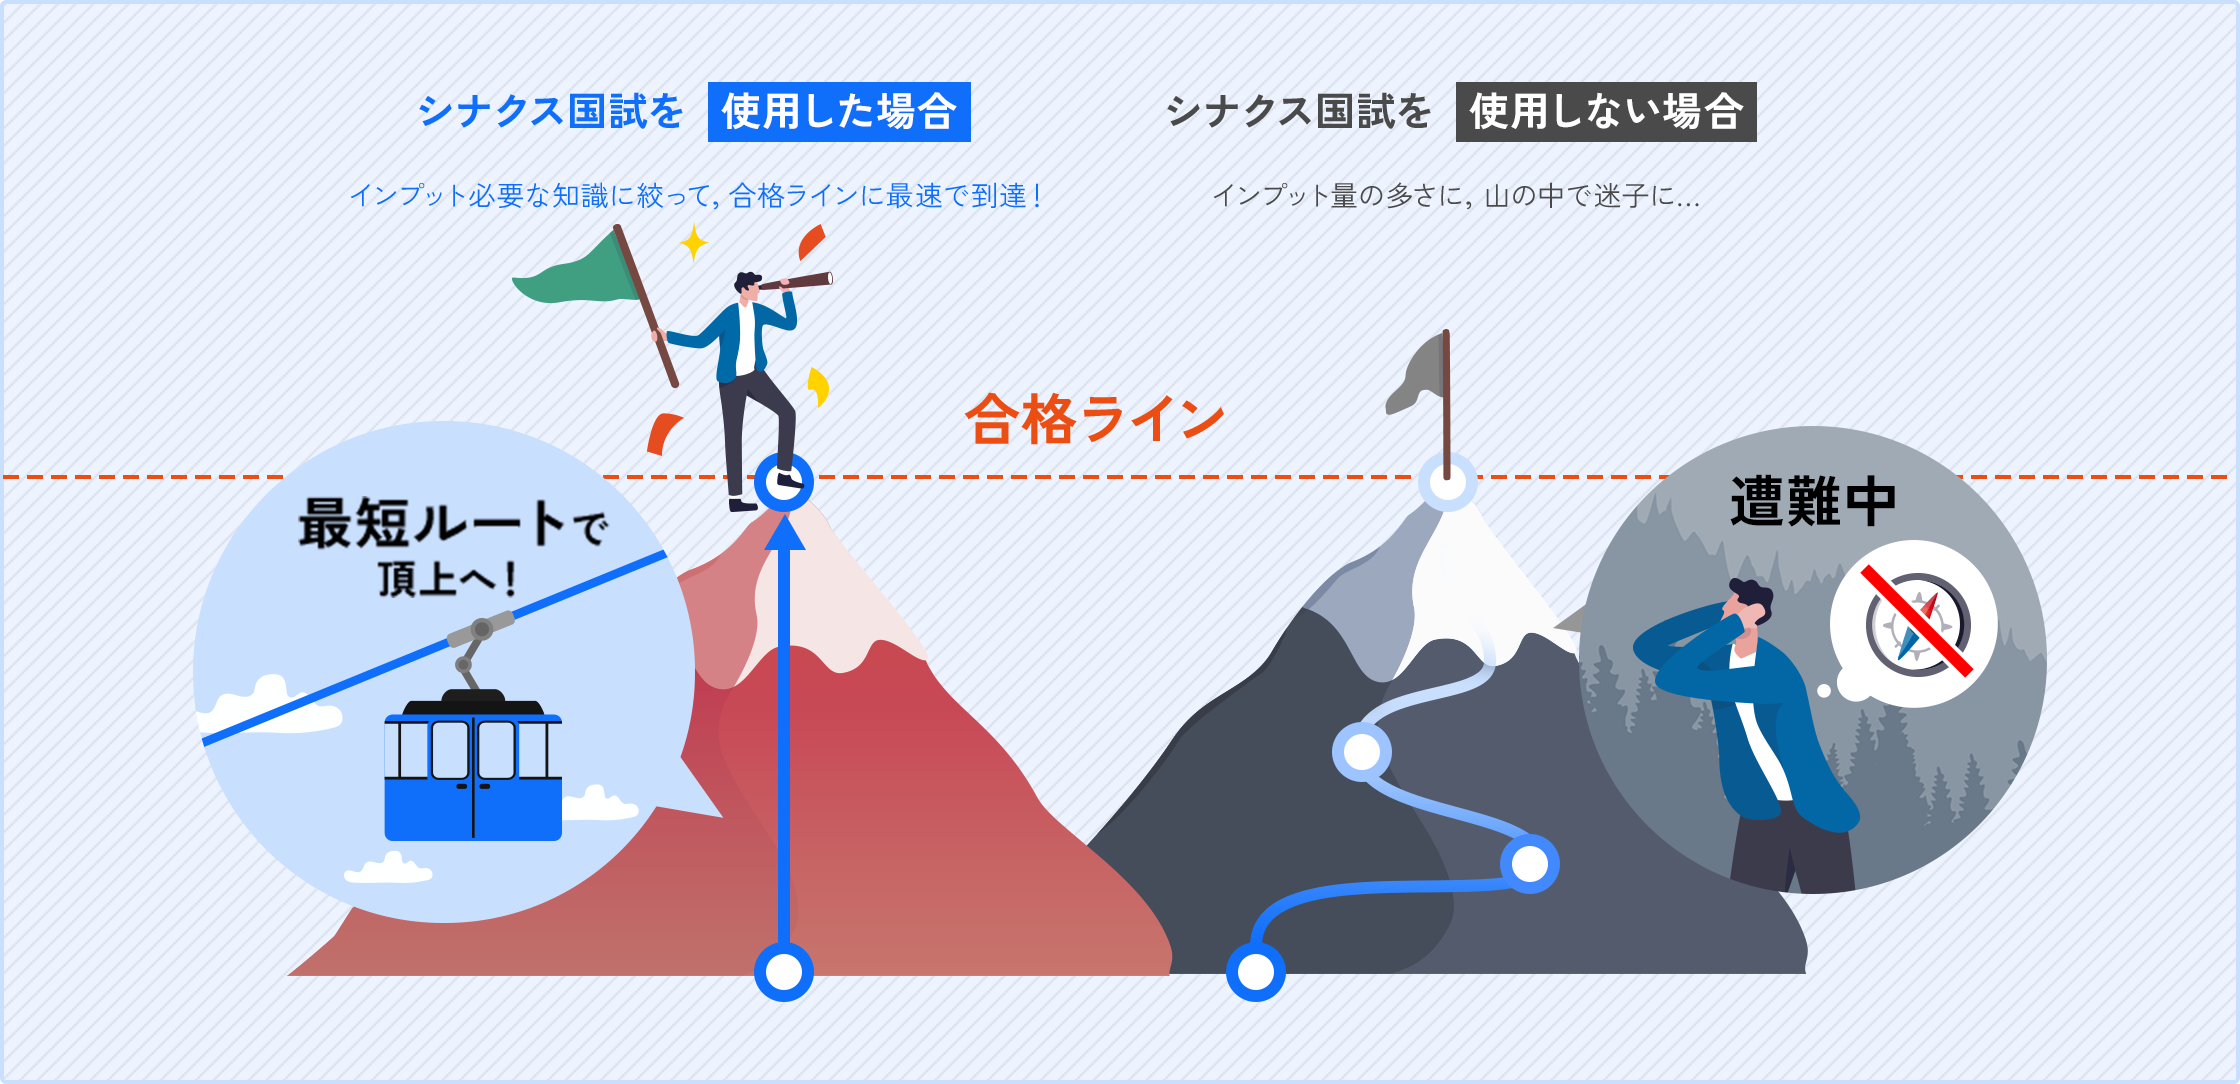 シナクス国試を 使用した場合
インプット必要な知識に絞って, 合格ラインに最速で到達！
シナクス国試を 使用しない場合
インプット量の多さに, 山の中で迷子に...
合格ライン
最短ルートで
頂上へ！
遭難中